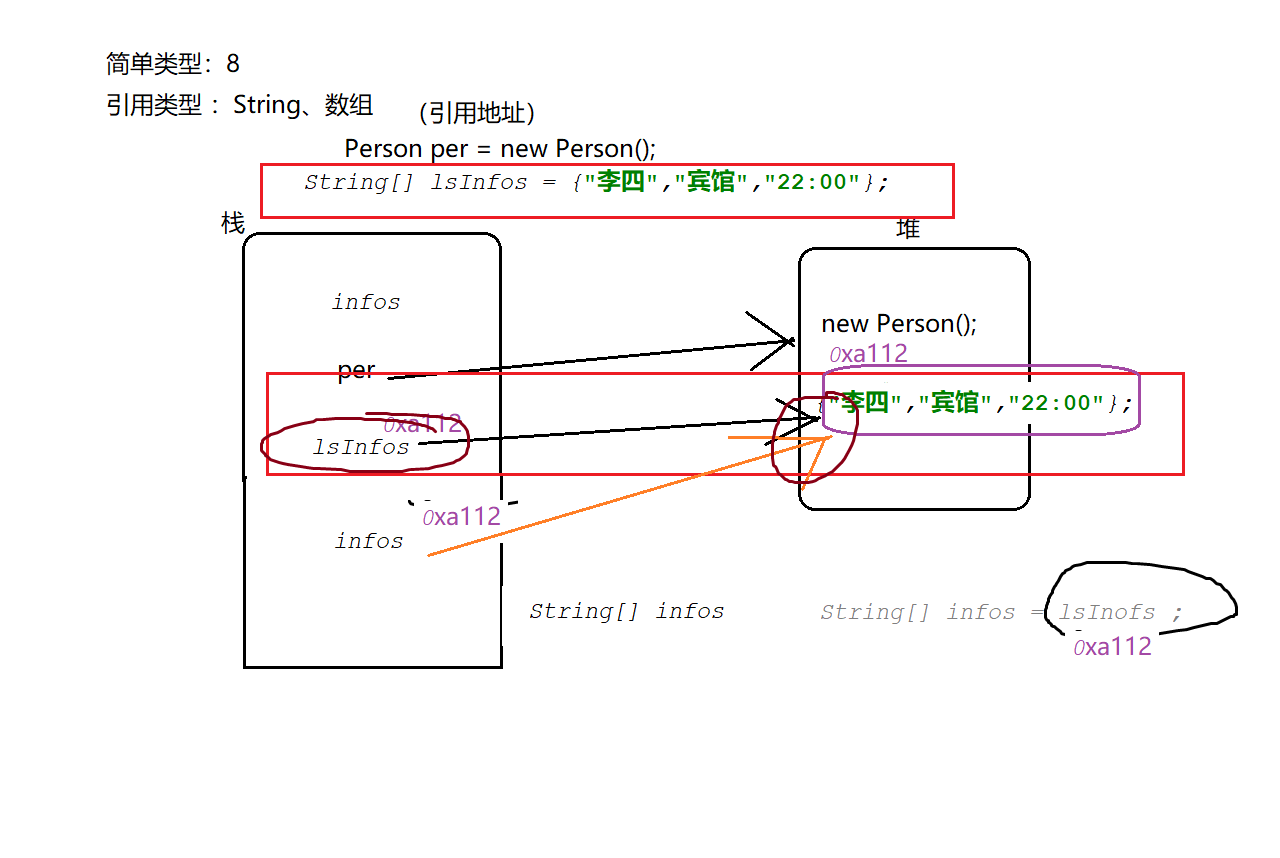 简单类型：8
引用类型 ：String、数组
（引用地址）
Person per = new Person();
String[] lsInfos = {"李四","宾馆","22:00"};
栈
堆
infos
new Person();
0xa112
per
{"李四","宾馆","22:00"};
0xa112
lsInfos
0xa112
infos
String[] infos
String[] infos = lsInofs ;
0xa112